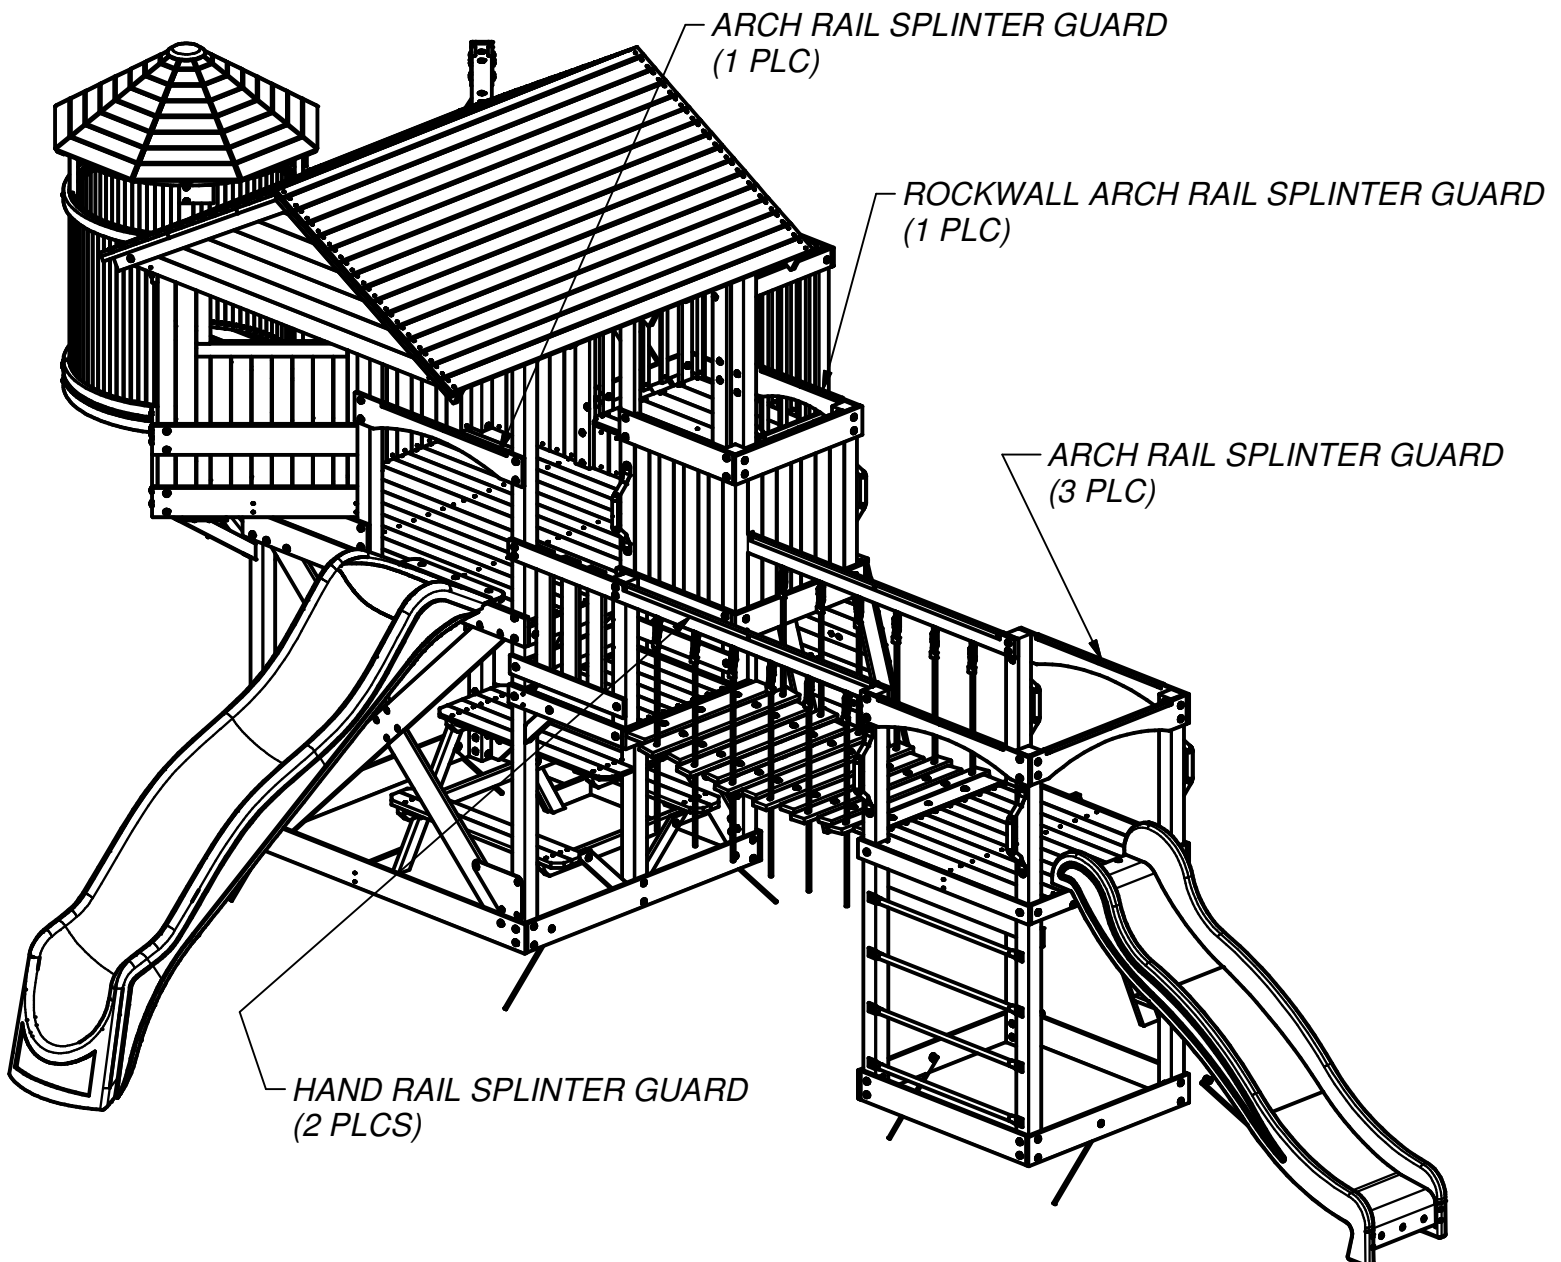 ARCH RAIL SPLINTER GUARD
(1 PLC)
ROCKWALL ARCH RAIL SPLINTER GUARD
(1 PLC)
ARCH RAIL SPLINTER GUARD
(3 PLC)
HAND RAIL SPLINTER GUARD
(2 PLCS)